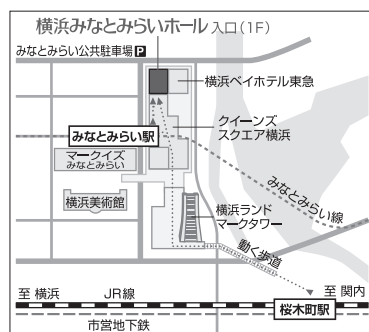 横浜みなとみらいホール 入口（1F）
みなとみらい公共駐車場 P
横浜ベイホテル東急
クイーンズ
スクエア横浜
みなとみらい駅
マークイズ
みなとみらい
みなとみらい線
横浜美術館
横浜ランド
マークタワー
動く歩道
至 横浜
JR線
至 関内
桜木町駅
市営地下鉄